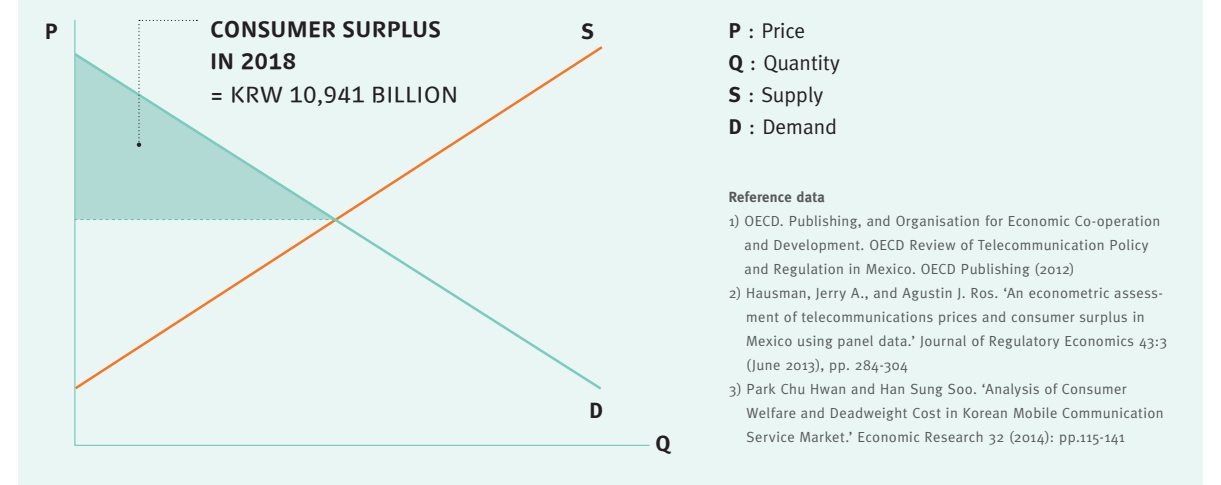 P
CONSUMER SURPLUS
IN 2018
= KRW 10,941 BILLION
S
D
Q
P : Price
Q : Quantity
S : Supply
D : Demand
Reference data
1) OECD. Publishing, and Organisation for Economic Co-operation
and Development. OECD Review of Telecommunication Policy
and Regulation in Mexico. OECD Publishing (2012)
2) Hausman, Jerry A., and Agustin J. Ros. ‘An econometric assess-
ment of telecommunications prices and consumer surplus in
Mexico using panel data.’ Journal of Regulatory Economics 43:3
(June 2013), pp. 284-304
3) Park Chu Hwan and Han Sung Soo. ‘Analysis of Consumer
Welfare and Deadweight Cost in Korean Mobile Communication
Service Market.’ Economic Research 32 (2014): pp.115-141